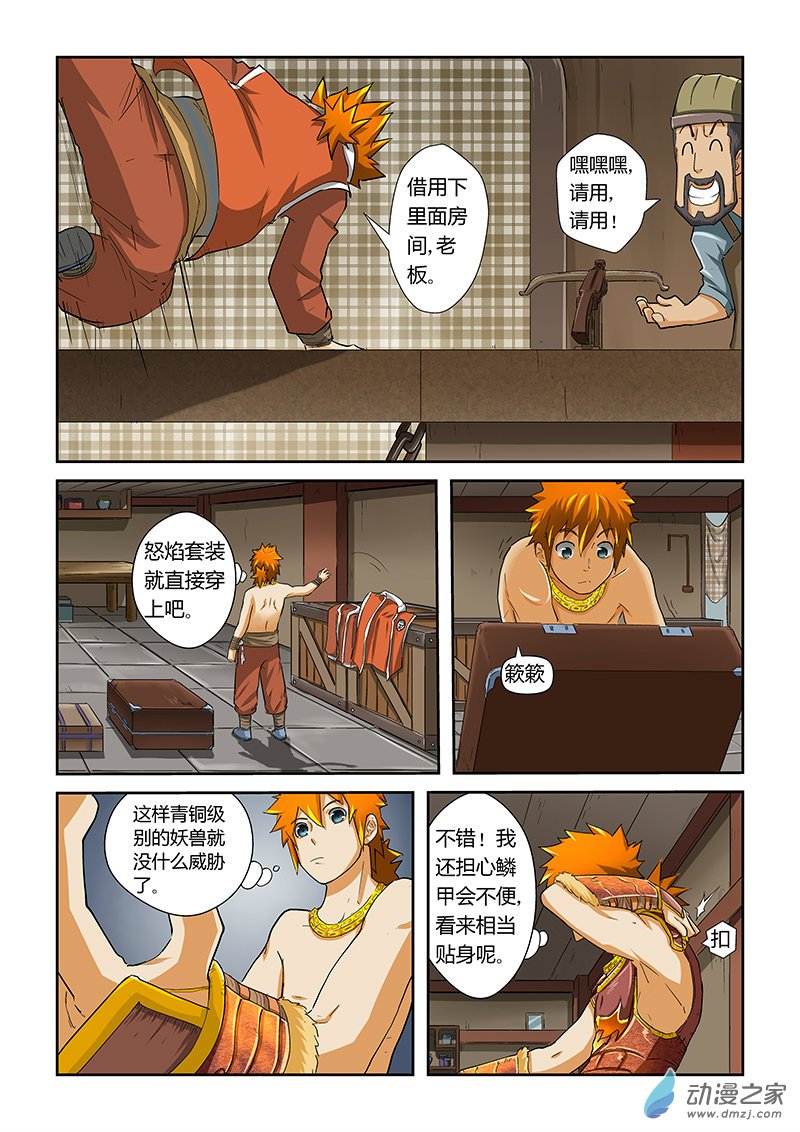 借用下
里面房
间,老
板。
嘿嘿嘿,
请用,
请用！
怒焰套装
就直接穿
上吧。
簌簌
这样青铜级
别的妖兽就
没什么威胁
了。
不错！我
还担心鳞
甲会不便,
看来相当
贴身呢。
扣
动漫之家
www.dmzj.com